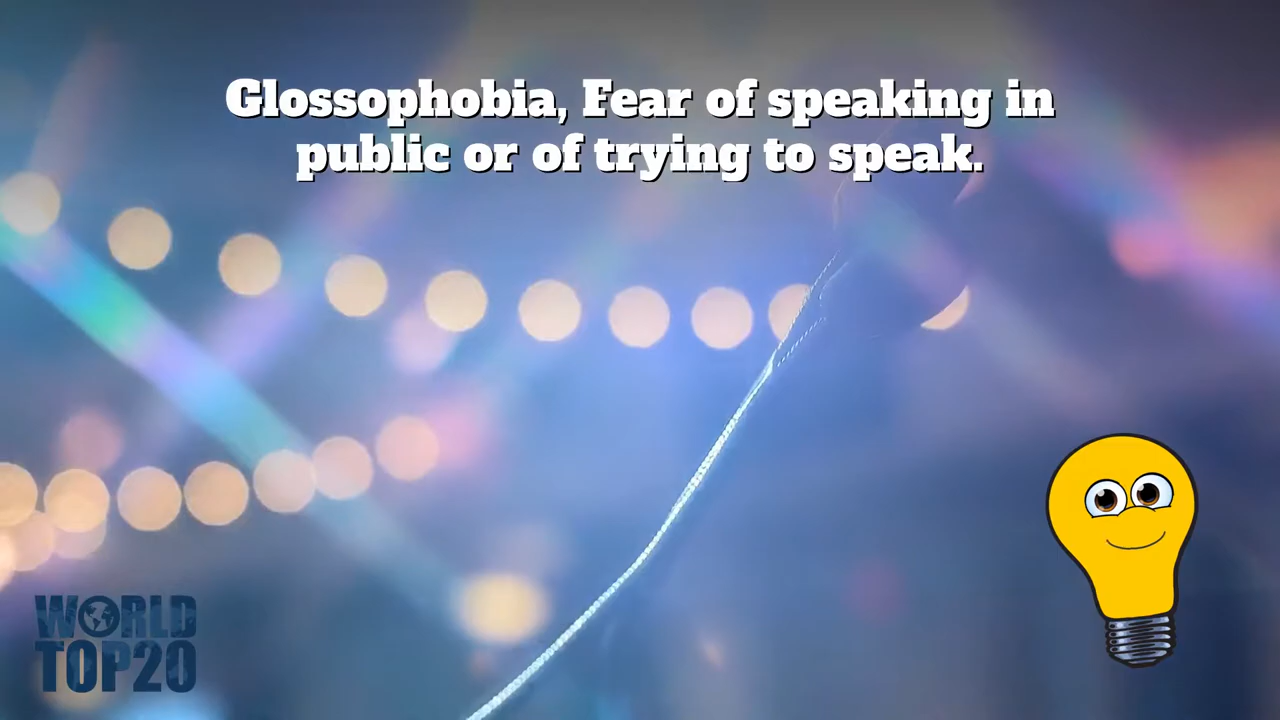 Glossophobia, Fear of speaking in
public or of trying to speak.
WORLD
TOP20